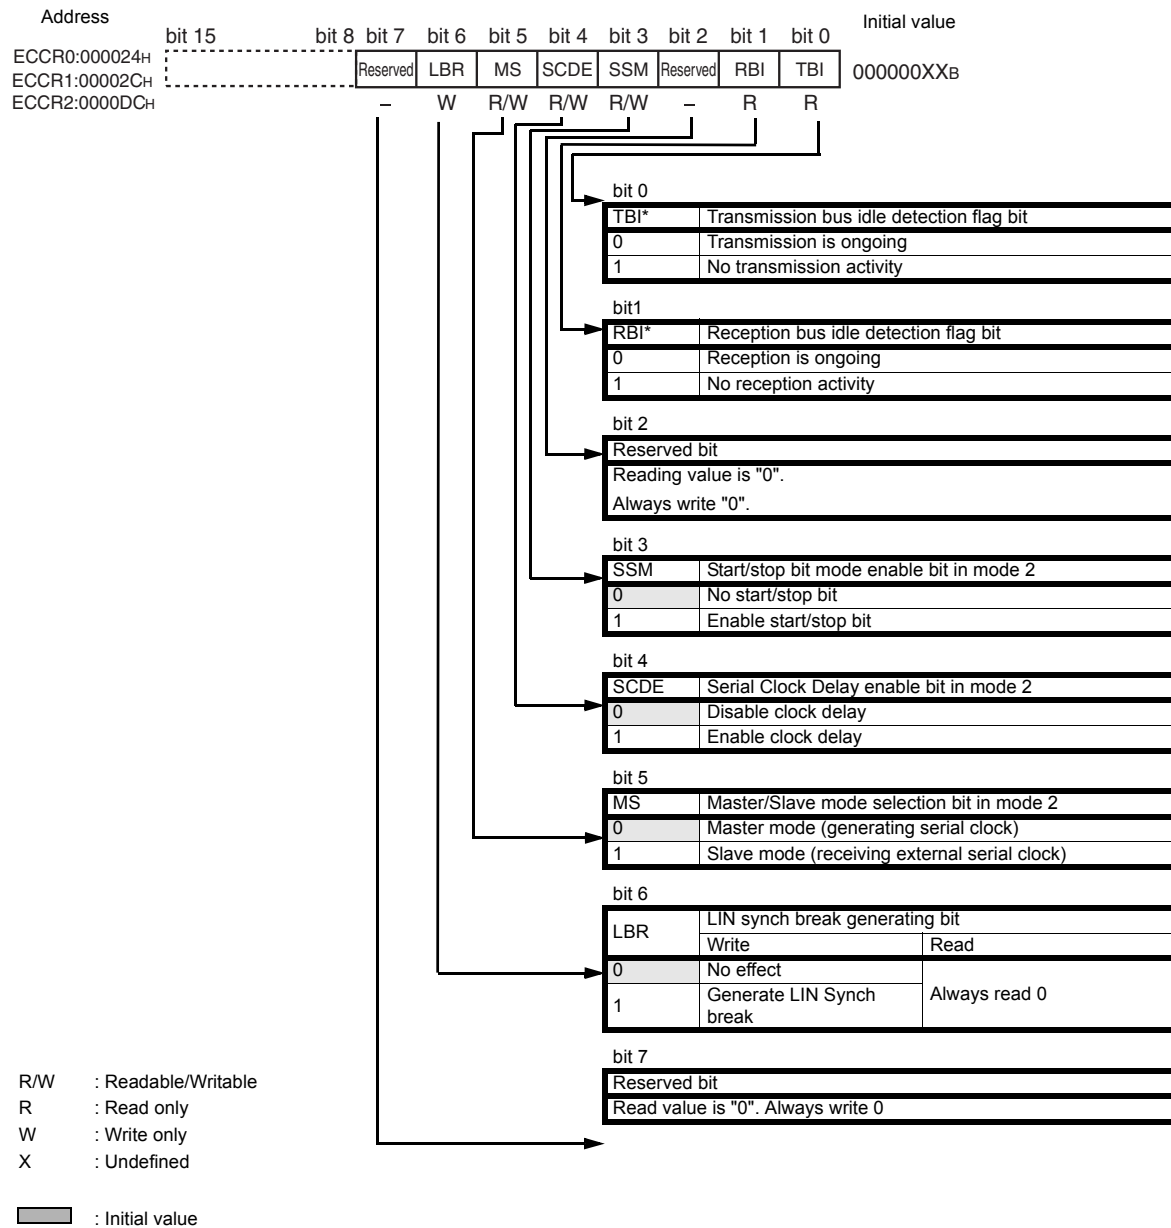 Address
Initial value
bit 15 bit 8 bit 7 bit 6 bit 5 bit 4 bit 3 bit 2 bit 1 bit 0
ECCR0:000024H
ECCR1:00002CH
ECCR2:0000DCH
Reserved LBR MS SCDE SSM Reserved RBI TBI 000000XXB
– W R/W R/W R/W – R R
bit 0
TBI* Transmission bus idle detection flag bit
0 Transmission is ongoing
1 No transmission activity
bit1
RBI* Reception bus idle detection flag bit
0 Reception is ongoing
1 No reception activity
bit 2
Reserved bit
Reading value is "0".
Always write "0".
bit 3
SSM Start/stop bit mode enable bit in mode 2
0 No start/stop bit
1 Enable start/stop bit
bit 4
SCDE Serial Clock Delay enable bit in mode 2
0 Disable clock delay
1 Enable clock delay
bit 5
MS Master/Slave mode selection bit in mode 2
0 Master mode (generating serial clock)
1 Slave mode (receiving external serial clock)
bit 6
LBR LIN synch break generating bit
Write Read
0 No effect
1 Generate LIN Synch
break
Always read 0
bit 7
Reserved bit
Read value is "0". Always write 0
R/W : Readable/Writable
R : Read only
W : Write only
X : Undefined
: Initial value